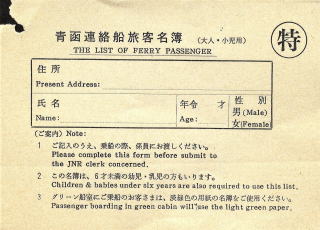 青函連絡船旅客名簿 (大人・小児用) 特
THE LIST OF FERRY PASSENGER
住所
Present Address:
氏名 年令 才 性別
Name: Age: 男(Male)
女(Female)
(ご案内) Note:
1 ご記入のうえ、乗船の際、係員にお渡しください。
Please complete this form before submit to
the JNR clerk concerned.
2 この名簿は、6才未満の幼児・乳児の方もいります。
Children & babies under six years are also required to use this list.
3 グリーン船室にご乗船のお客さまは、淡緑色の用紙の名簿をご使用ください。
Passenger boarding in green cabin will use the light green paper.